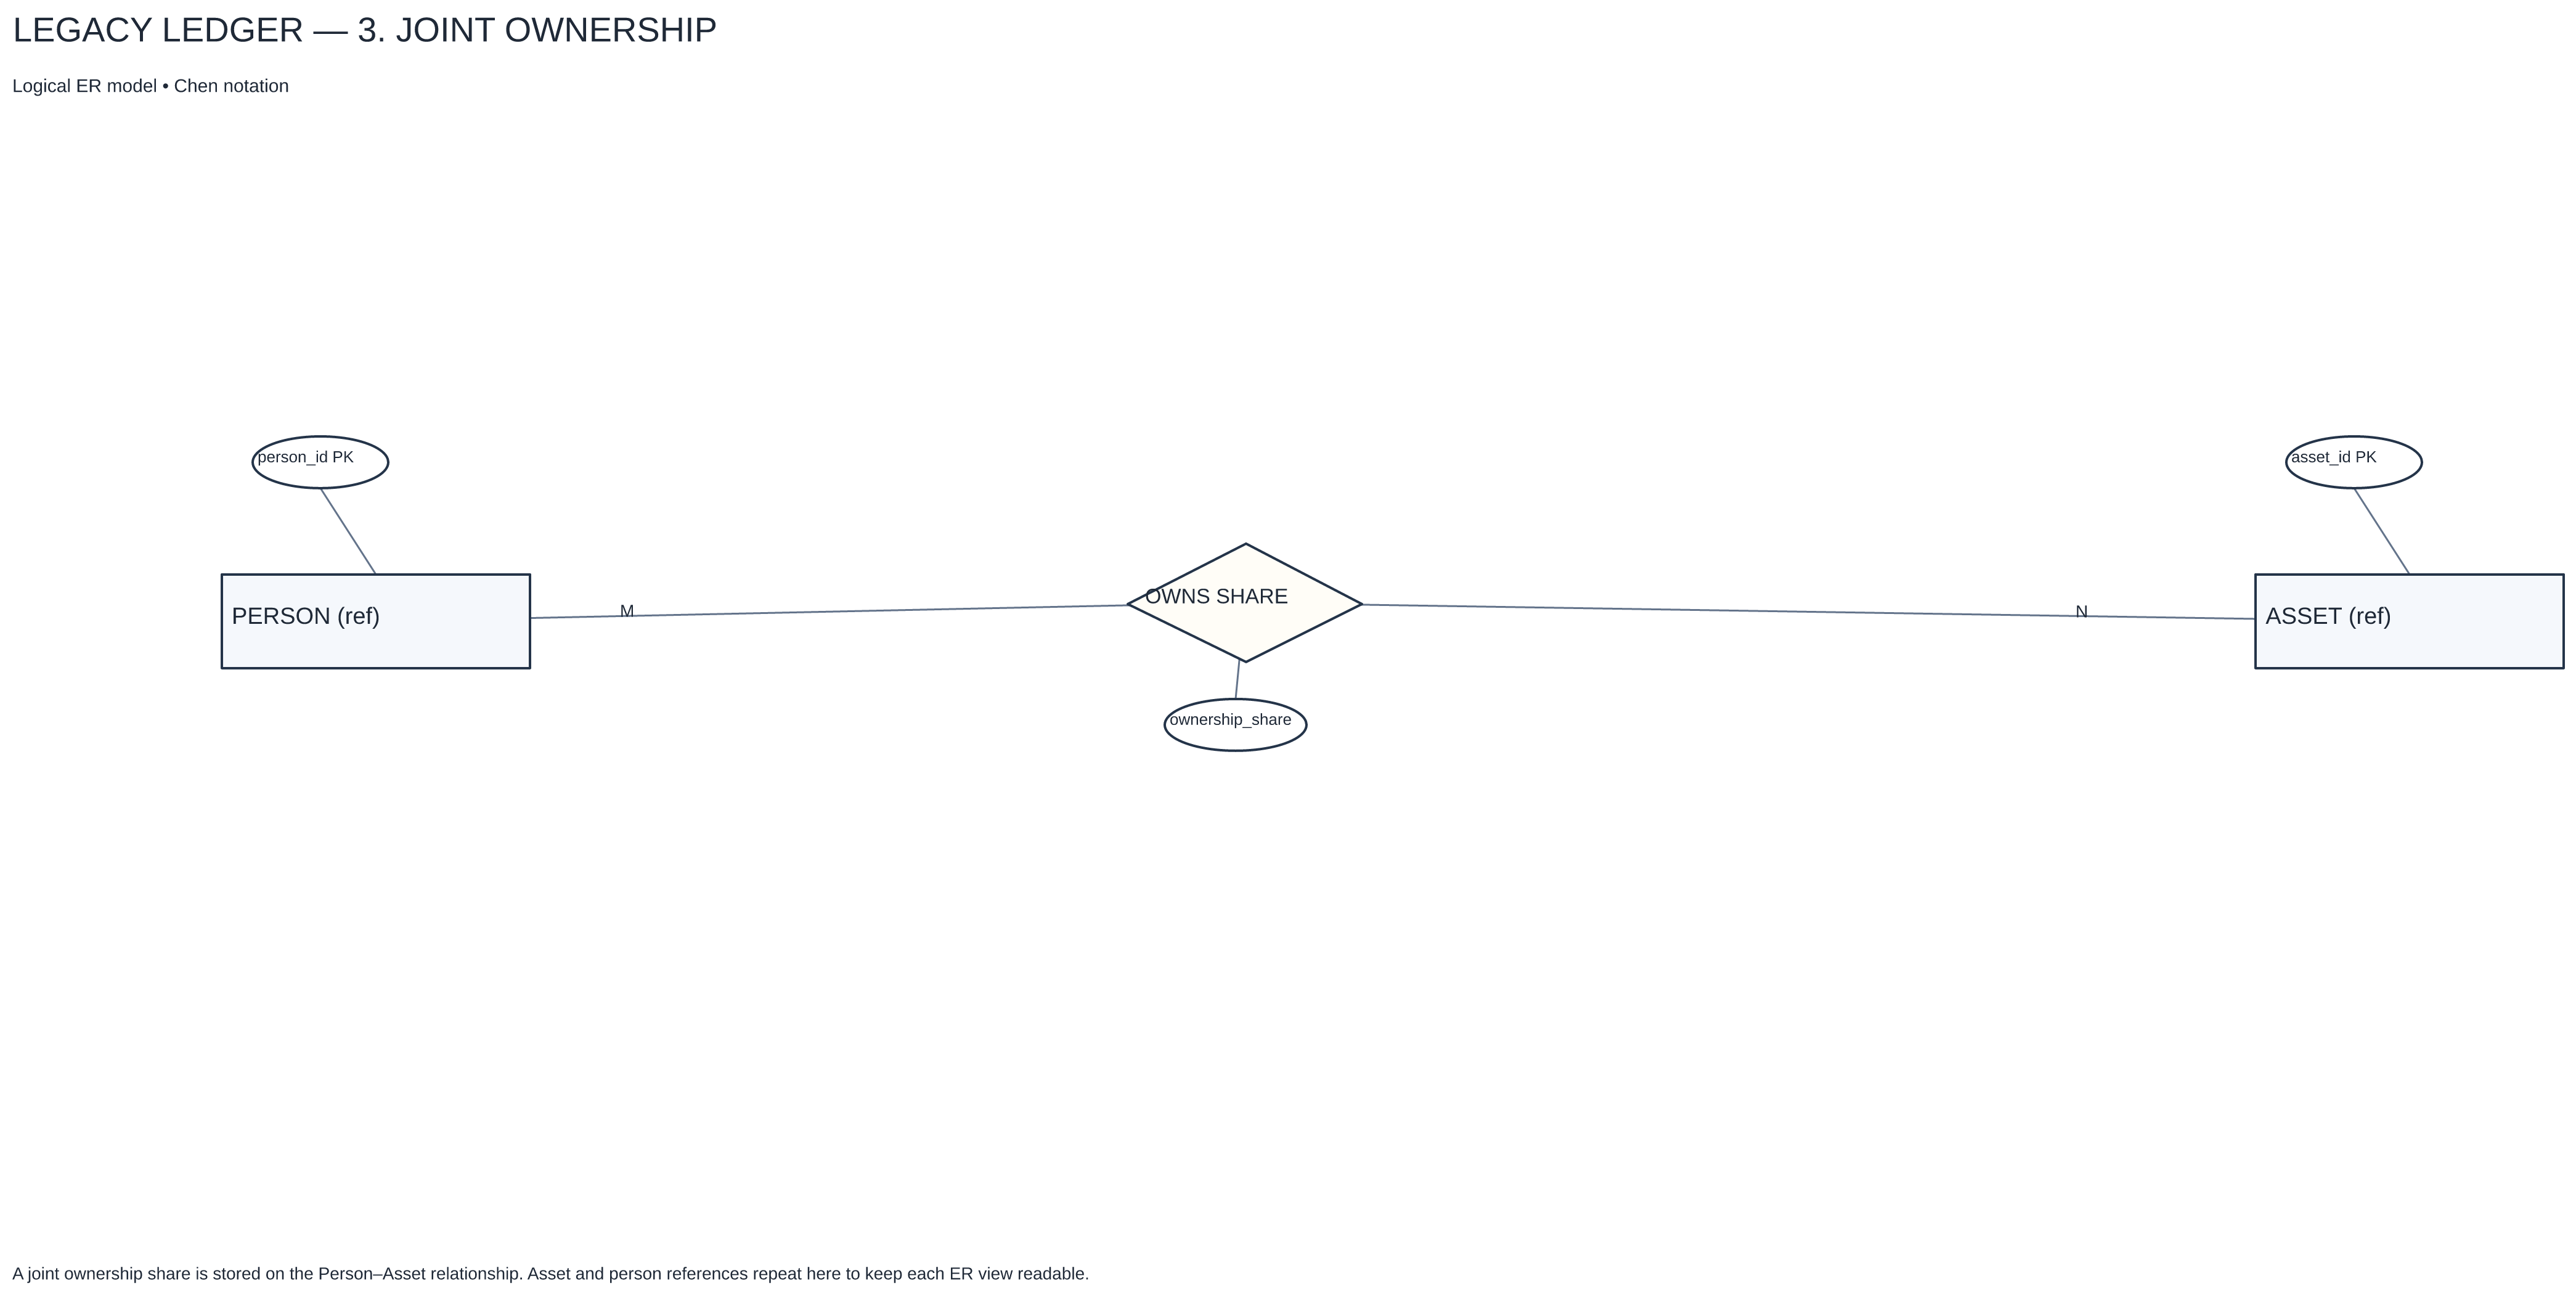 LEGACY LEDGER — 3. JOINT OWNERSHIP
Logical ER model • Chen notation
person_id PK
asset_id PK
PERSON (ref)
M
OWNS SHARE
N
ASSET (ref)
ownership_share
A joint ownership share is stored on the Person–Asset relationship. Asset and person references repeat here to keep each ER view readable.